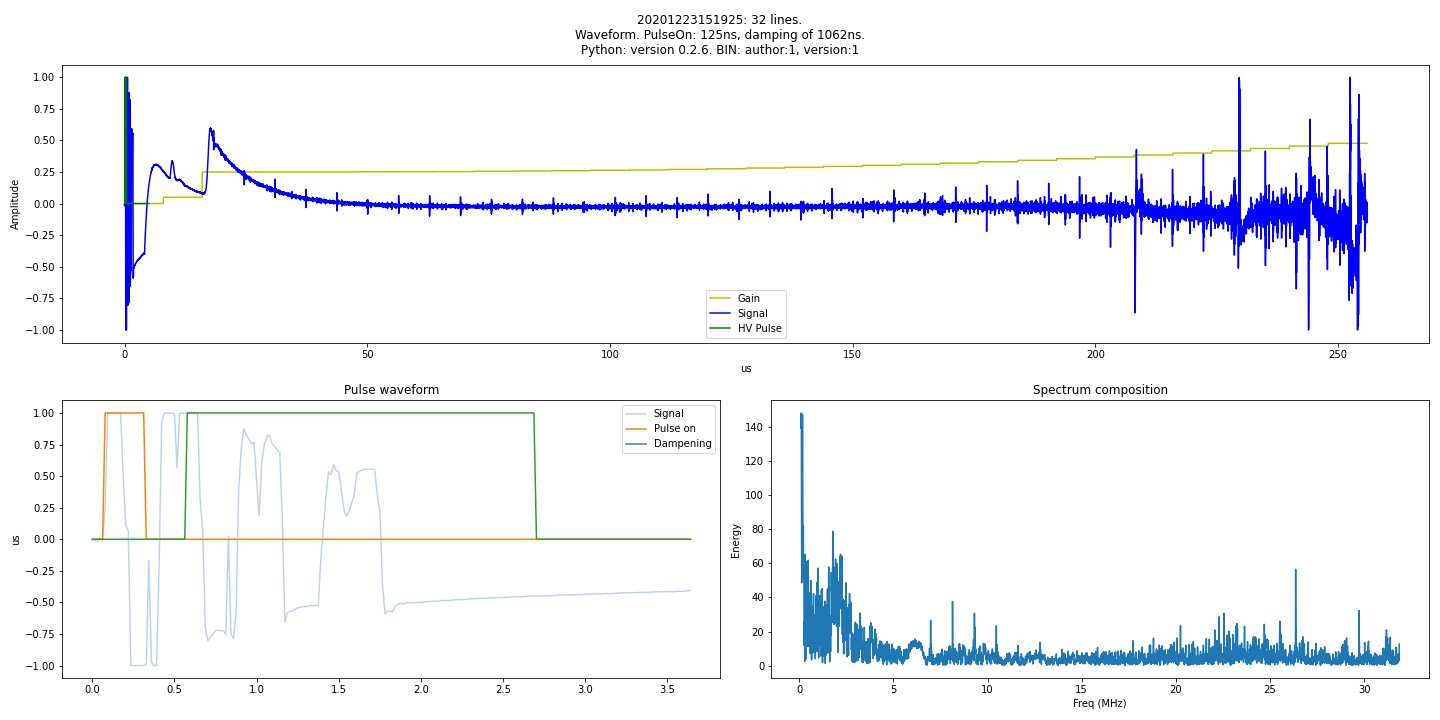 20201223151925: 32 lines.
Waveform. PulseOn: 125ns, damping of 1062ns.
Python: version 0.2.6. BIN: author:1, version:1
Amplitude
1.00
0.75
0.50
0.25
0.00
−0.25
−0.50
−0.75
−1.00
Gain
Signal
HV Pulse
0
50
100
150
200
250
us
Pulse waveform
us
1.00
0.75
0.50
0.25
0.00
−0.25
−0.50
−0.75
−1.00
Signal
Pulse on
Dampening
0.0
0.5
1.0
1.5
2.0
2.5
3.0
3.5
Spectrum composition
Energy
140
120
100
80
60
40
20
0
0
5
10
15
20
25
30
Freq (MHz)